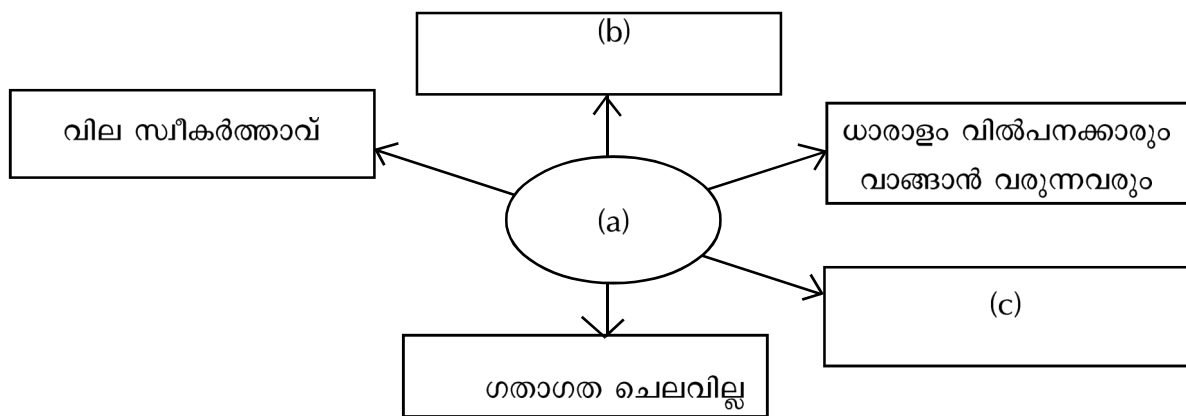 (b)
വില സ്വീകർത്താവ്
ധാരാളം വിൽപനക്കാരും
വാങ്ങാൻ വരുന്നവരും
(a)
(c)
ഗതാഗത ചെലവില്ല